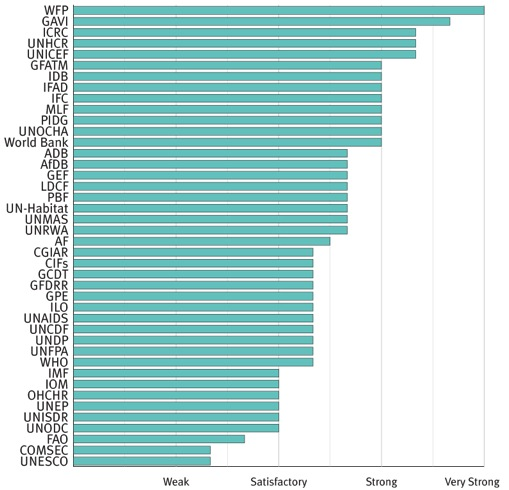 WFP
GAVI
ICRC
UNHCR
UNICEF
GFATM
IDB
IFAD
IFC
MLF
PIDG
UNOCHA
World Bank
ADB
AfDB
GEF
LDCF
PBF
UN-Habitat
UNMAS
UNRWA
AF
CGIAR
CIFs
GCDT
GFDRR
GPE
ILO
UNAIDS
UNCDF
UNDP
UNFPA
WHO
IMF
IOM
OHCHR
UNEP
UNISDR
UNODC
FAO
COMSEC
UNESCO
Weak Satisfactory Strong Very Strong